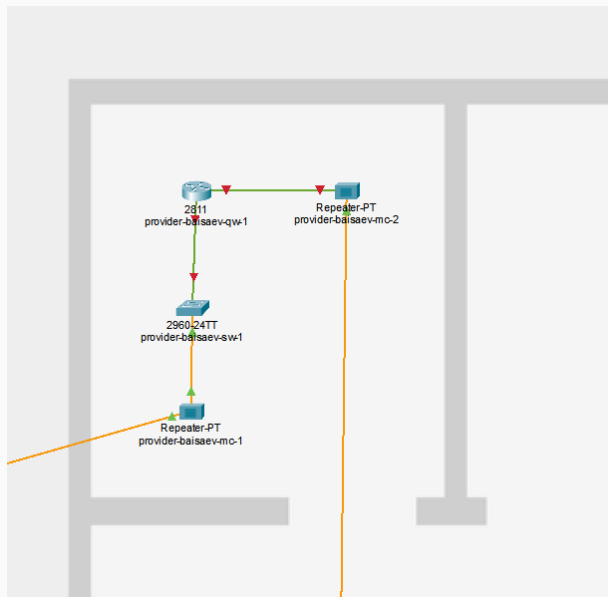 2811
provider-baisaev-qw-1
Repeater-PT
provider-baisaev-mc-2
2960-24TT
provider-baisaev-sw-1
Repeater-PT
provider-baisaev-mc-1